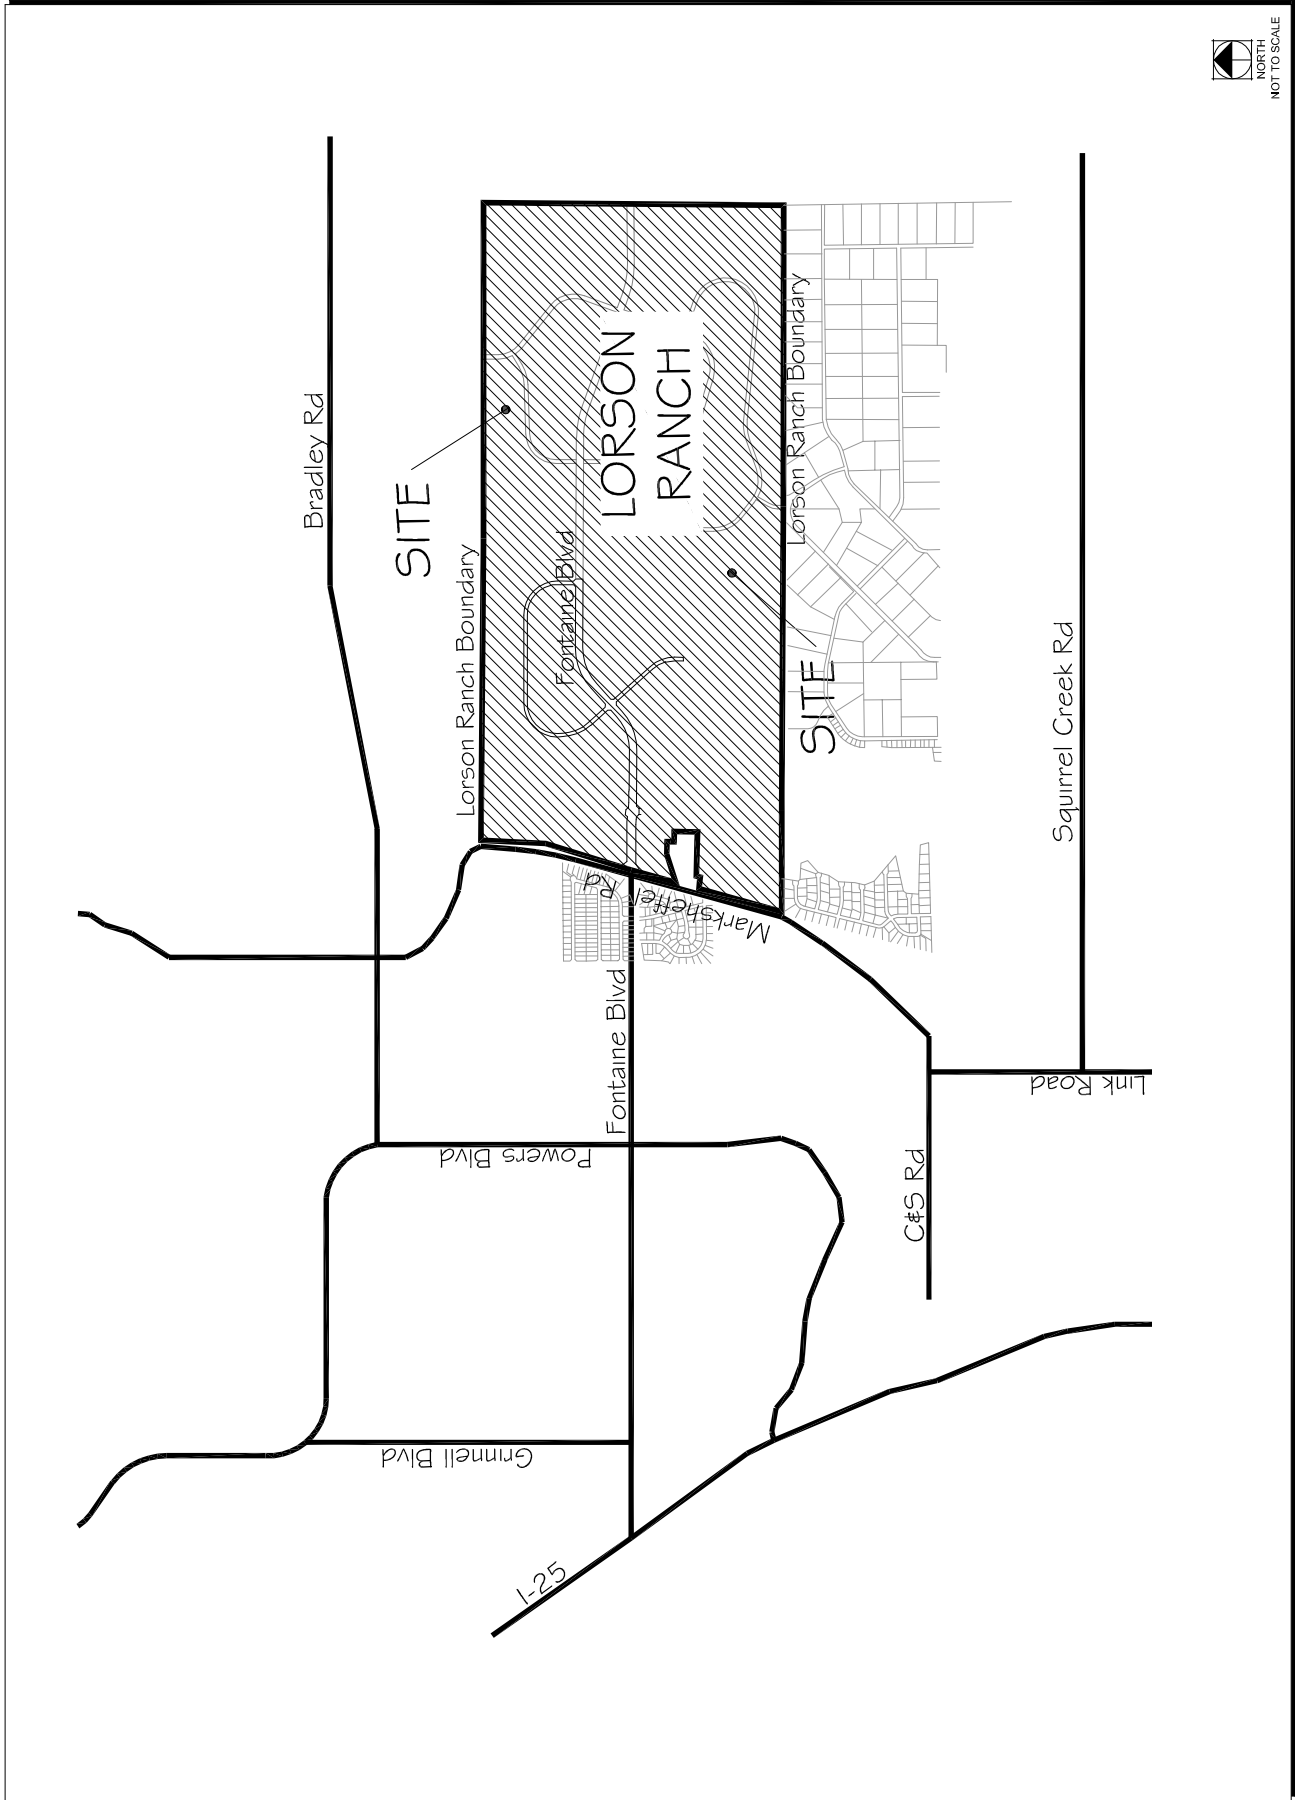 NORTH
NOT TO SCALE
Bradley Rd
SITE
Lorson Ranch Boundary
Fontaine Blvd
LORSON
RANCH
Lorson Ranch Boundary
SITE
Squirrel Creek Rd
Marksheffel Rd
Fontaine Blvd
Link Road
Powers Blvd
C&S Rd
Grinnell Blvd
I-25